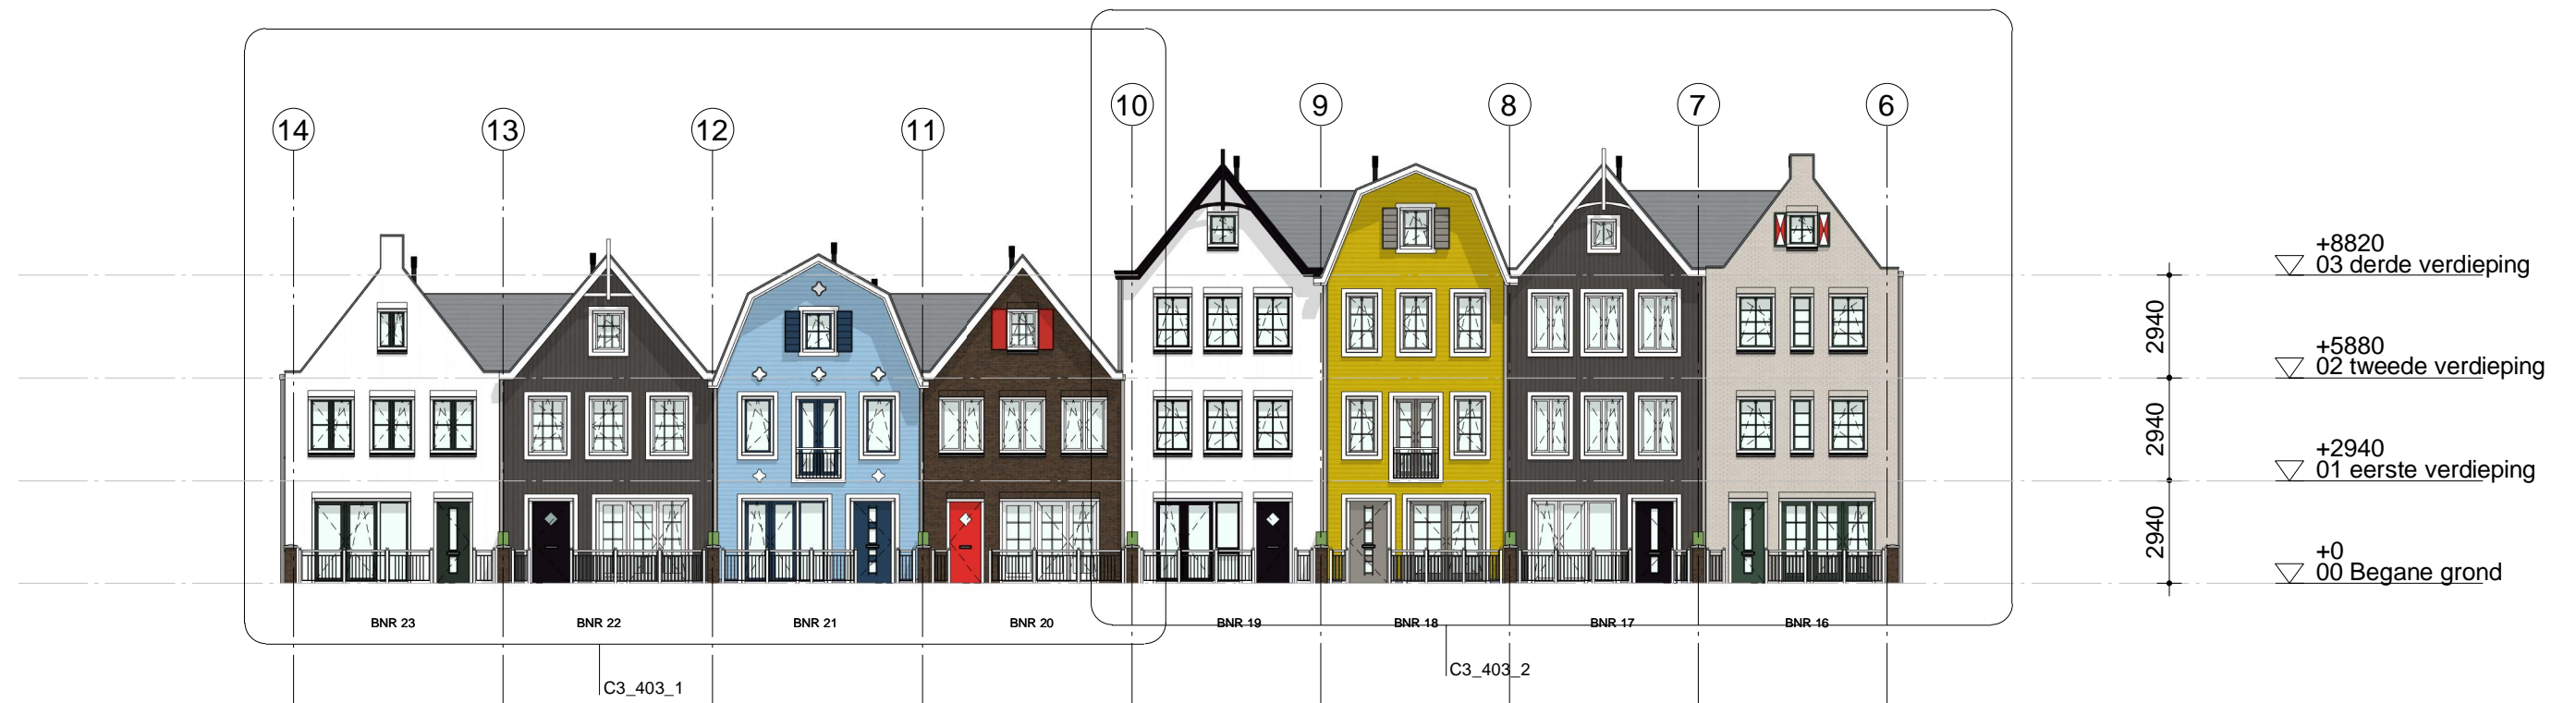 10
9
8
7
6
14
13
12
11
+8820
03 derde verdieping
2940
+5880
02 tweede verdieping
2940
+2940
01 eerste verdieping
2940
+0
00 Begane grond
BNR 23
BNR 22
BNR 21
BNR 20
BNR 19
BNR 18
BNR 17
BNR 16
C3_403_2
C3_403_1